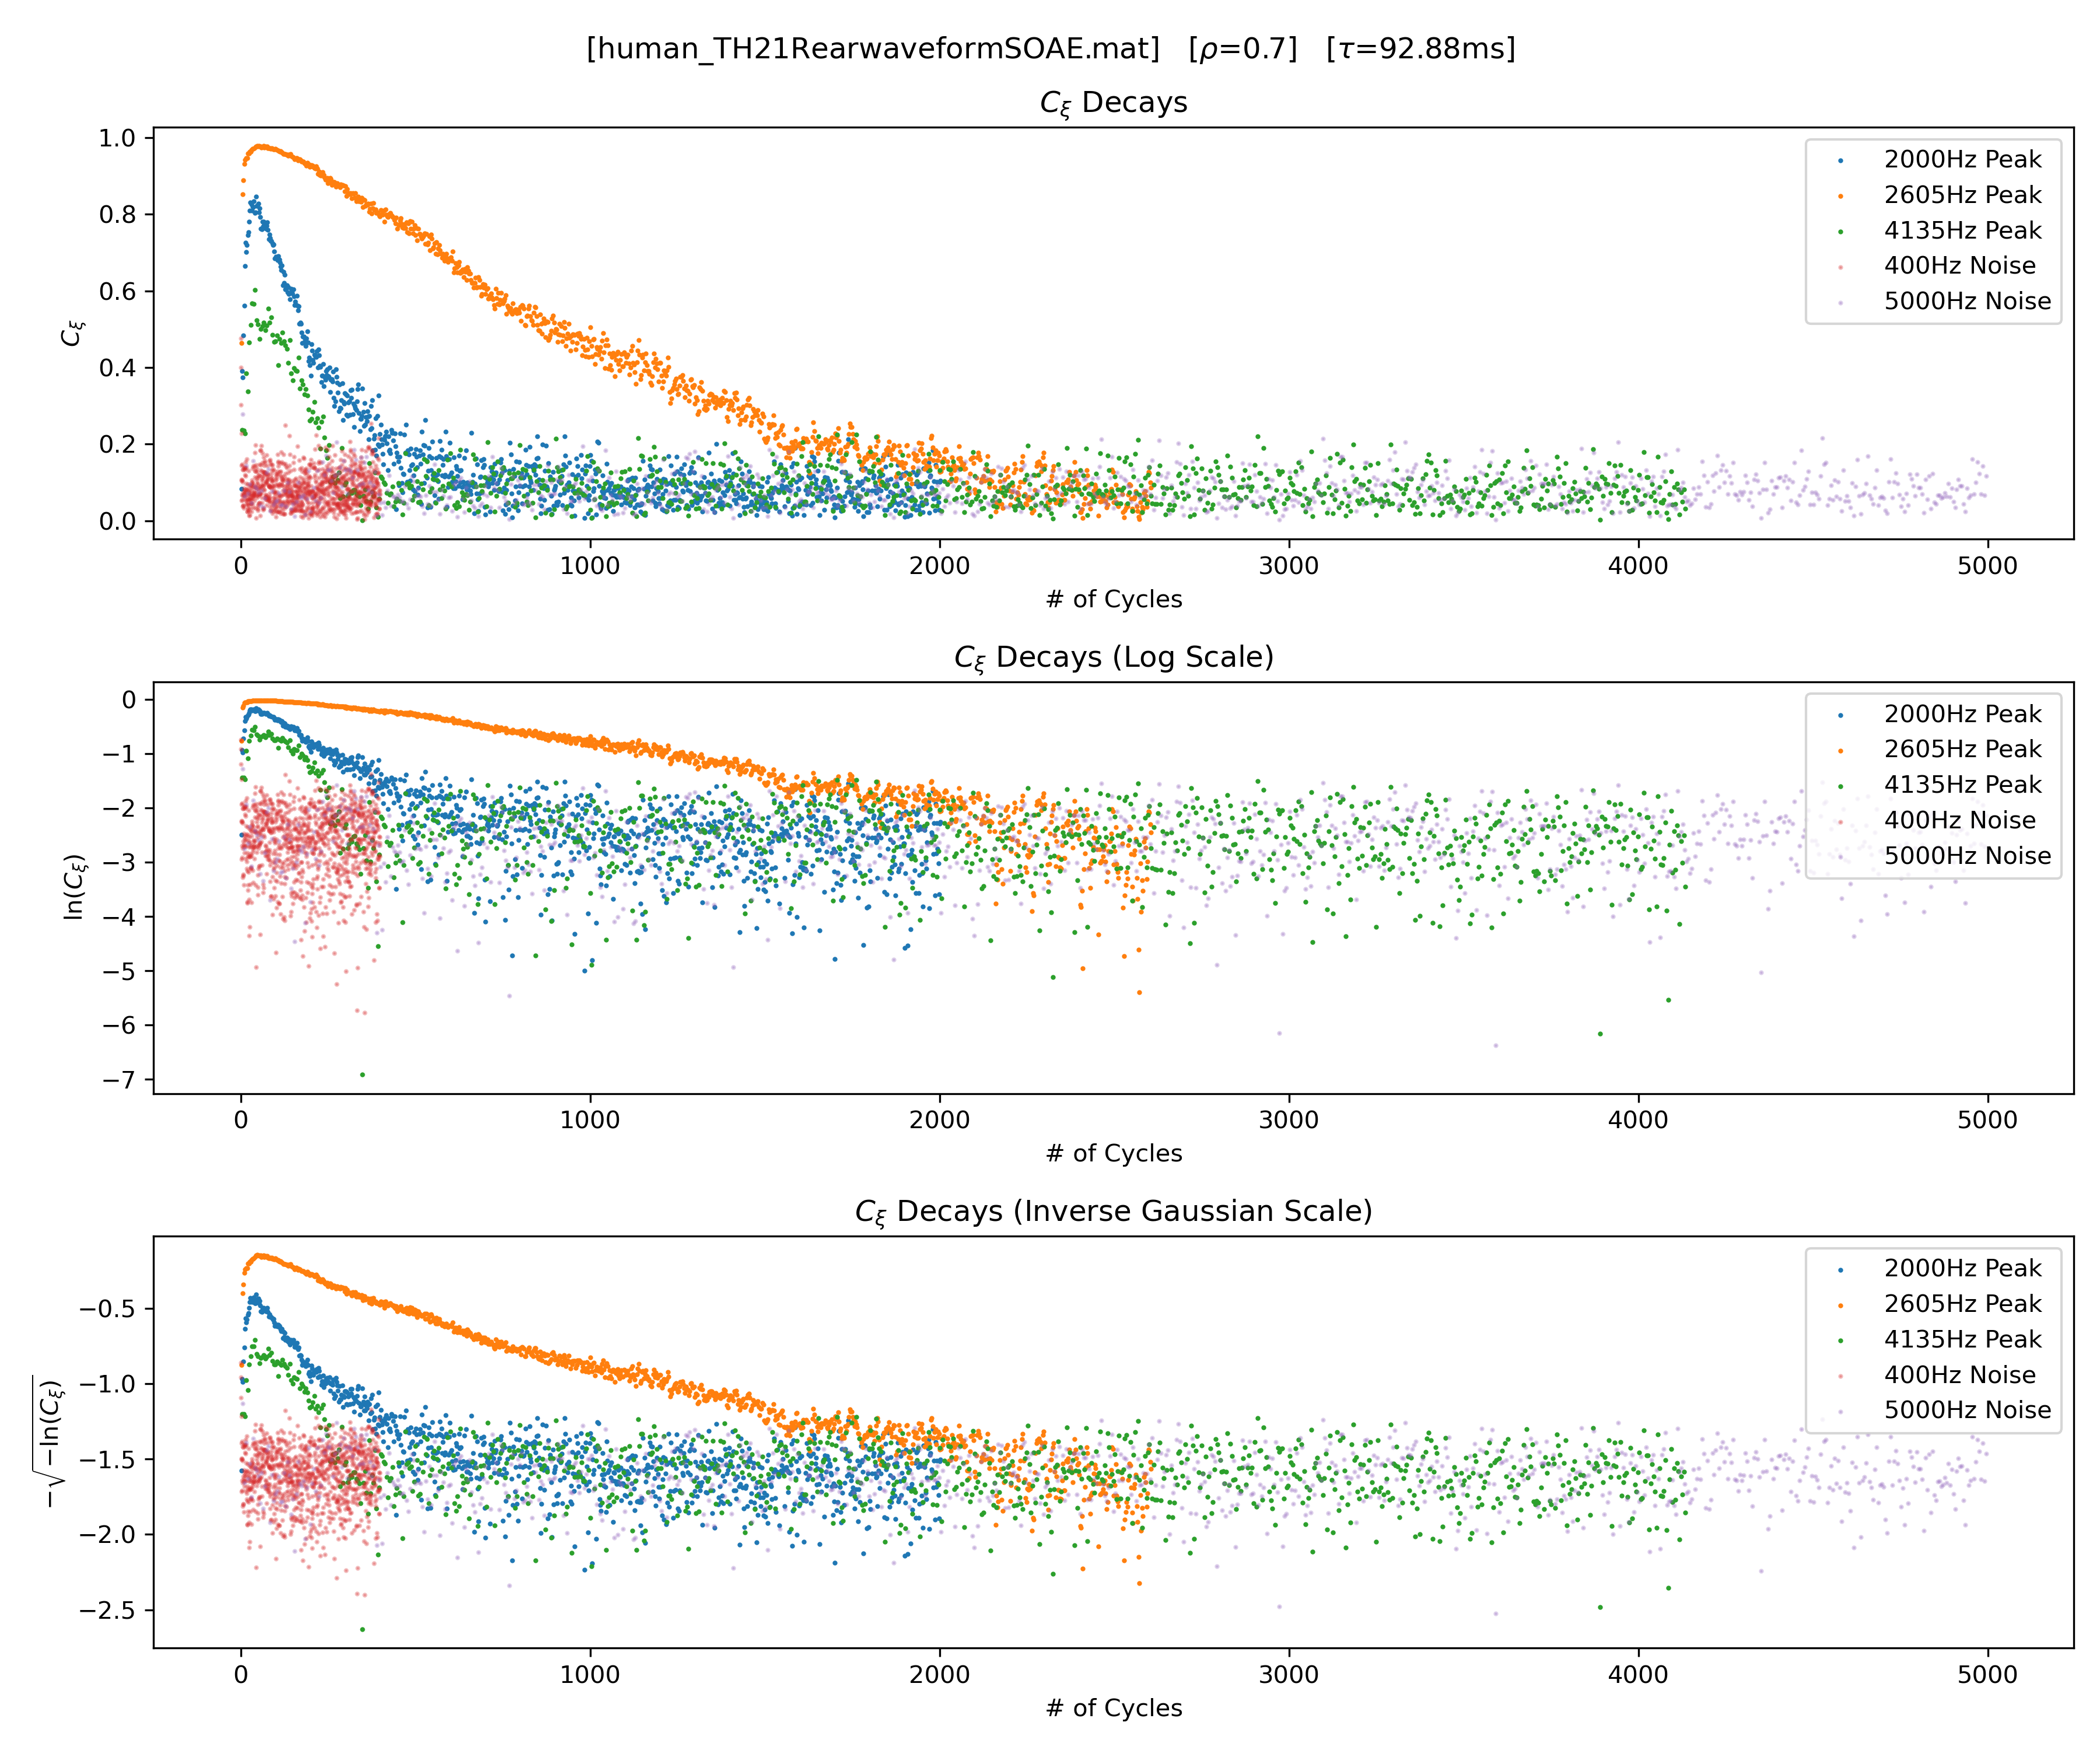 [human_TH21RearwaveformSOAE.mat] [ρ=0.7] [τ=92.88ms]
C_ξ Decays
C_ξ
1.0
0.8
0.6
0.4
0.2
0.0
2000Hz Peak
2605Hz Peak
4135Hz Peak
400Hz Noise
5000Hz Noise
0 1000 2000 3000 4000 5000
# of Cycles
C_ξ Decays (Log Scale)
ln(C_ξ)
0
−1
−2
−3
−4
−5
−6
−7
2000Hz Peak
2605Hz Peak
4135Hz Peak
400Hz Noise
5000Hz Noise
0 1000 2000 3000 4000 5000
# of Cycles
C_ξ Decays (Inverse Gaussian Scale)
−√−ln(C_ξ)
−0.5
−1.0
−1.5
−2.0
−2.5
2000Hz Peak
2605Hz Peak
4135Hz Peak
400Hz Noise
5000Hz Noise
0 1000 2000 3000 4000 5000
# of Cycles